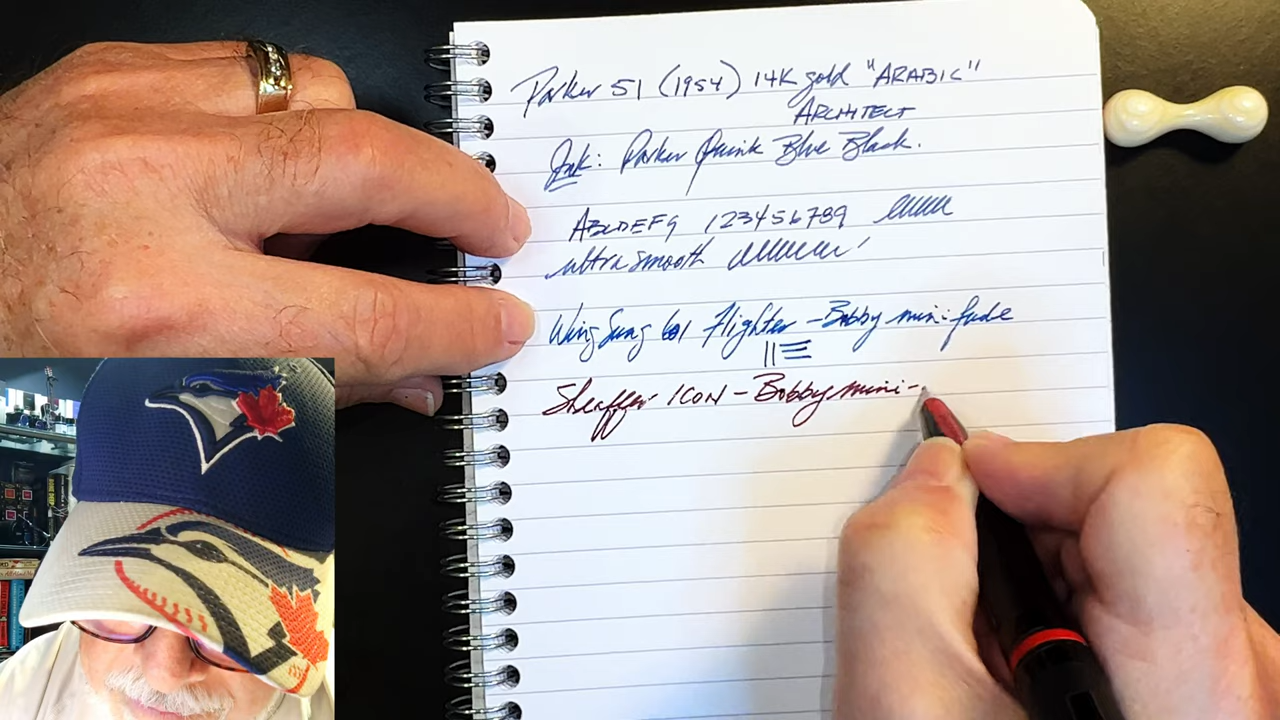 Parker 51 (1954) 14K gold "ARABIC"
ARCHITECT
Ink: Parker Quink Blue Black.
ABCDEFG 123456789
ultra smooth
Wing Sung 601 Flighter - Bobby mini fude
Sheaffer ICON - Bobby mini-